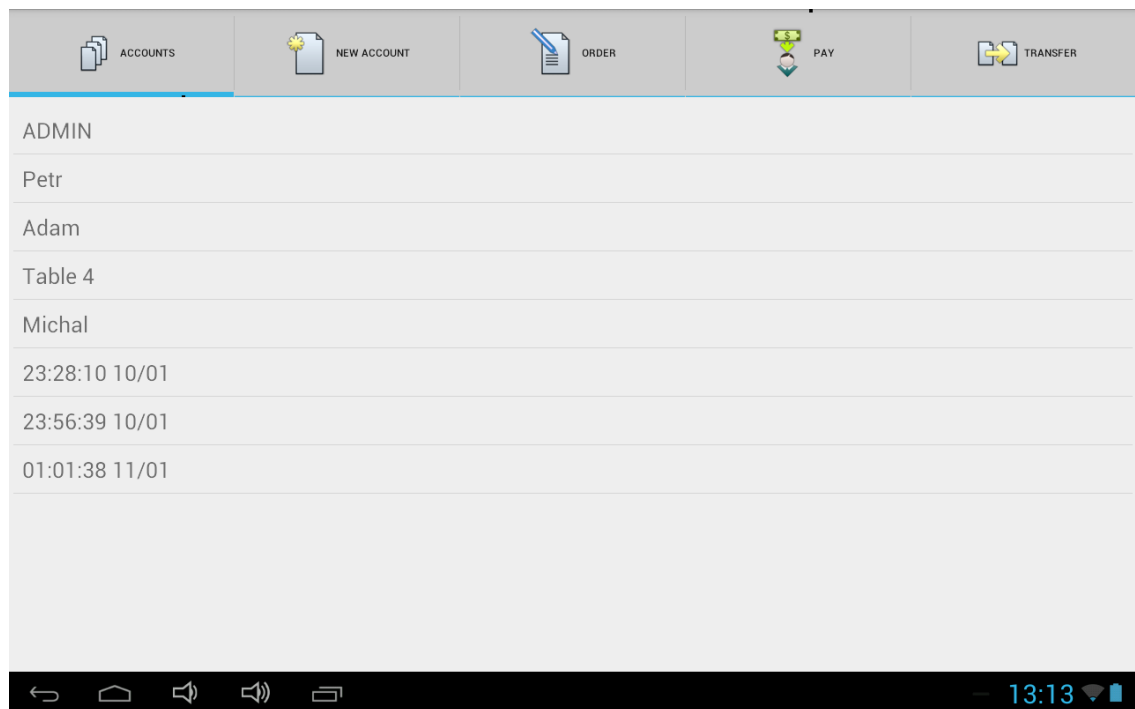 ACCOUNTS NEW ACCOUNT ORDER PAY TRANSFER
ADMIN
Petr
Adam
Table 4
Michal
23:28:10 10/01
23:56:39 10/01
01:01:38 11/01
13:13